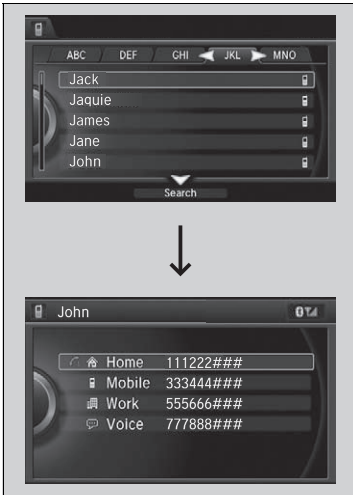 ABC DEF GHI JKL MNO
Jack
Jaquie
James
Jane
John
Search
John
Home 111222###
Mobile 333444###
Work 555666###
Voice 777888###